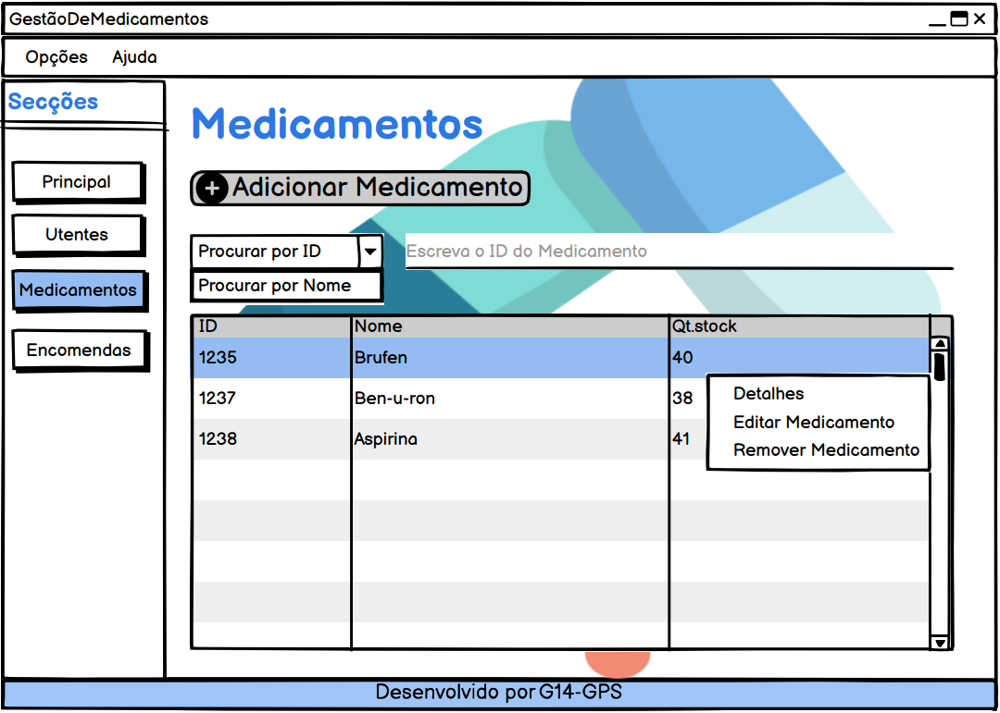 GestãoDeMedicamentos
Opções Ajuda
Secções
Principal
Utentes
Medicamentos
Encomendas
Medicamentos
Adicionar Medicamento
Procurar por ID
Escreva o ID do Medicamento
Procurar por Nome
ID Nome Qt.stock
1235 Brufen 40
1237 Ben-u-ron 38
1238 Aspirina 41
Detalhes
Editar Medicamento
Remover Medicamento
Desenvolvido por G14-GPS